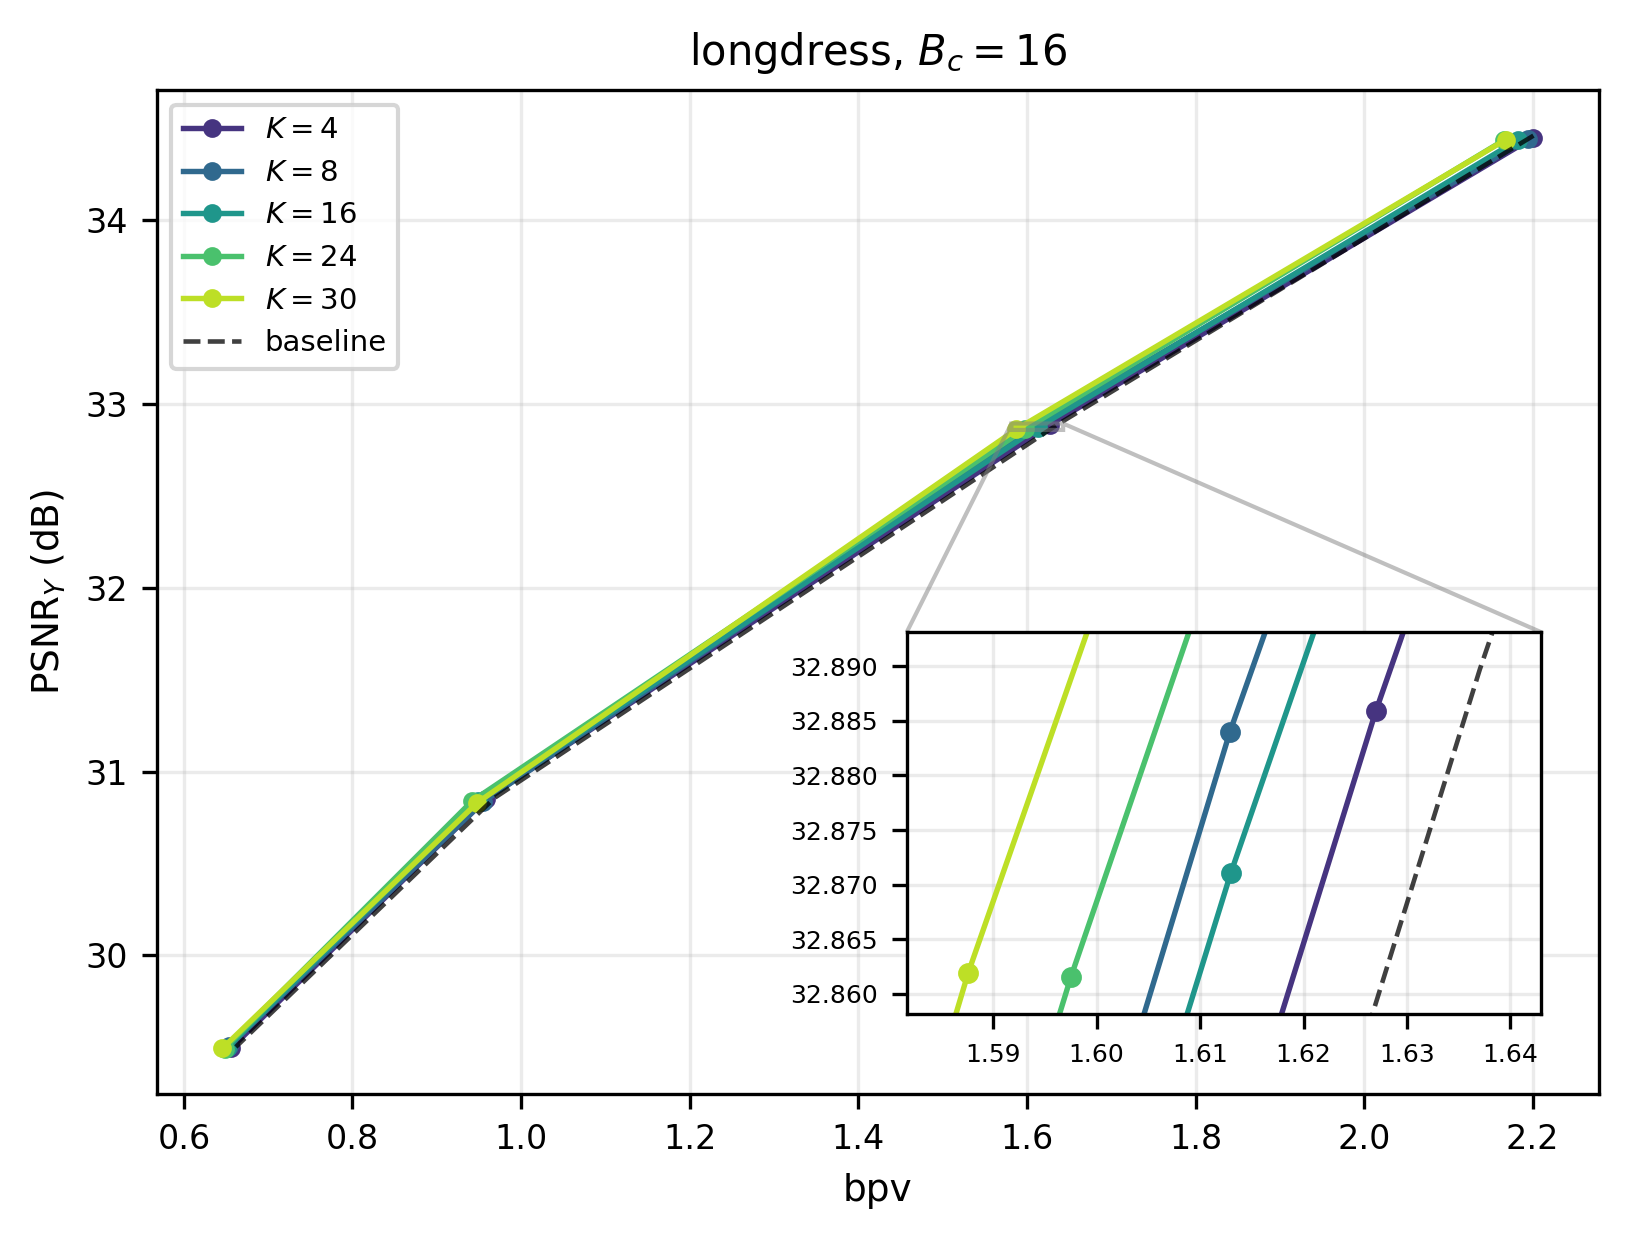 longdress, B_c = 16
K = 4
K = 8
K = 16
K = 24
K = 30
baseline
PSNR_Y (dB)
34
33
32
31
30
0.6 0.8 1.0 1.2 1.4 1.6 1.8 2.0 2.2
bpv
32.890
32.885
32.880
32.875
32.870
32.865
32.860
1.59 1.60 1.61 1.62 1.63 1.64